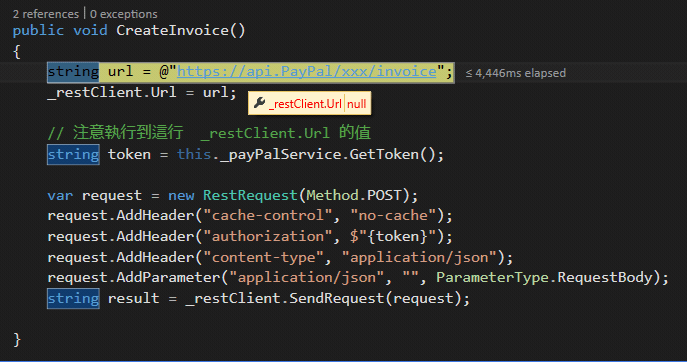 2 references | 0 exceptions
public void CreateInvoice()
{
string url = @"https://api.PayPal/xxx/invoice"; ≤ 4,446ms elapsed
_restClient.Url = url;
_restClient.Url null
// 注意執行到這行 _restClient.Url 的值
string token = this._payPalService.GetToken();
var request = new RestRequest(Method.POST);
request.AddHeader("cache-control", "no-cache");
request.AddHeader("authorization", $"{token}");
request.AddHeader("content-type", "application/json");
request.AddParameter("application/json", "", ParameterType.RequestBody);
string result = _restClient.SendRequest(request);
}